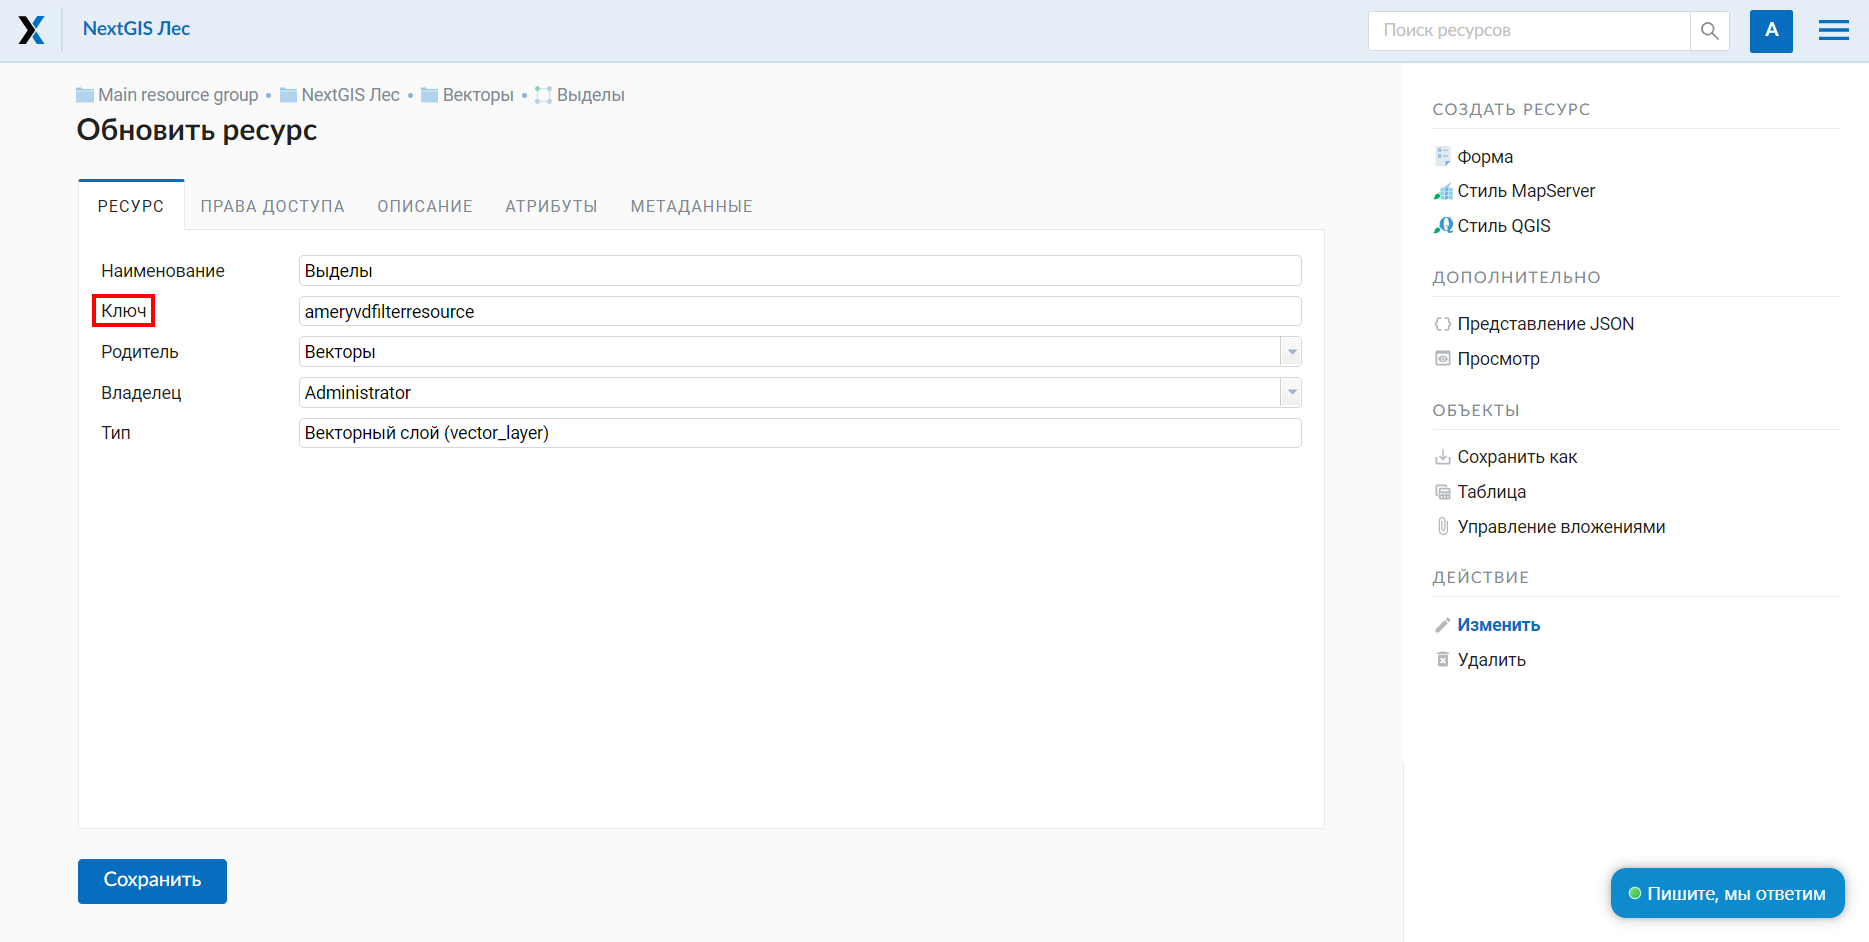 NextGIS Лес
Поиск ресурсов
A
Main resource group • NextGIS Лес • Векторы • Выделы
Обновить ресурс
РЕСУРС ПРАВА ДОСТУПА ОПИСАНИЕ АТРИБУТЫ МЕТАДАННЫЕ
Наименование Выделы
Ключ ameryvdfilterresource
Родитель Векторы
Владелец Administrator
Тип Векторный слой (vector_layer)
Сохранить
СОЗДАТЬ РЕСУРС
Форма
Стиль MapServer
Стиль QGIS
ДОПОЛНИТЕЛЬНО
Представление JSON
Просмотр
ОБЪЕКТЫ
Сохранить как
Таблица
Управление вложениями
ДЕЙСТВИЕ
Изменить
Удалить
Пишите, мы ответим